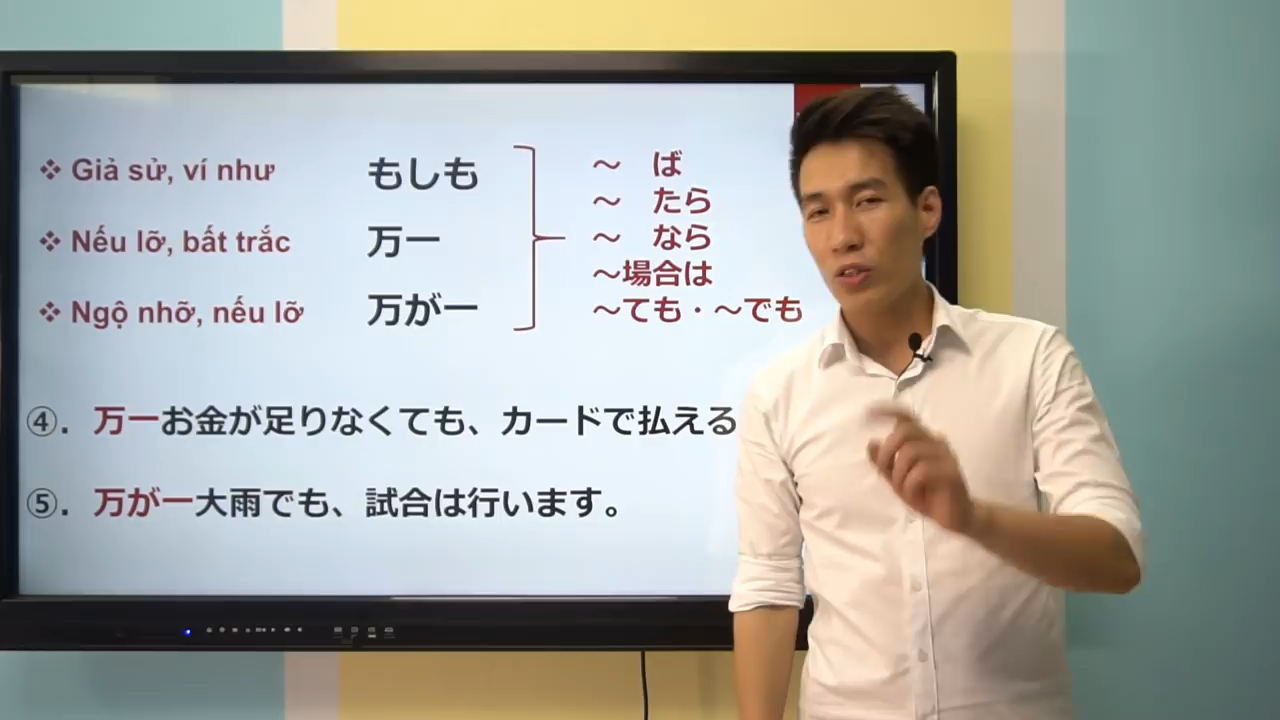 ❖ Giả sử, ví như もしも ～ ば
～ たら
❖ Nếu lỡ, bất trắc 万一 ～ なら
～場合は
❖ Ngộ nhỡ, nếu lỡ 万が一 ～ても・～でも
④. 万一お金が足りなくても、カードで払える
⑤. 万が一大雨でも、試合は行います。